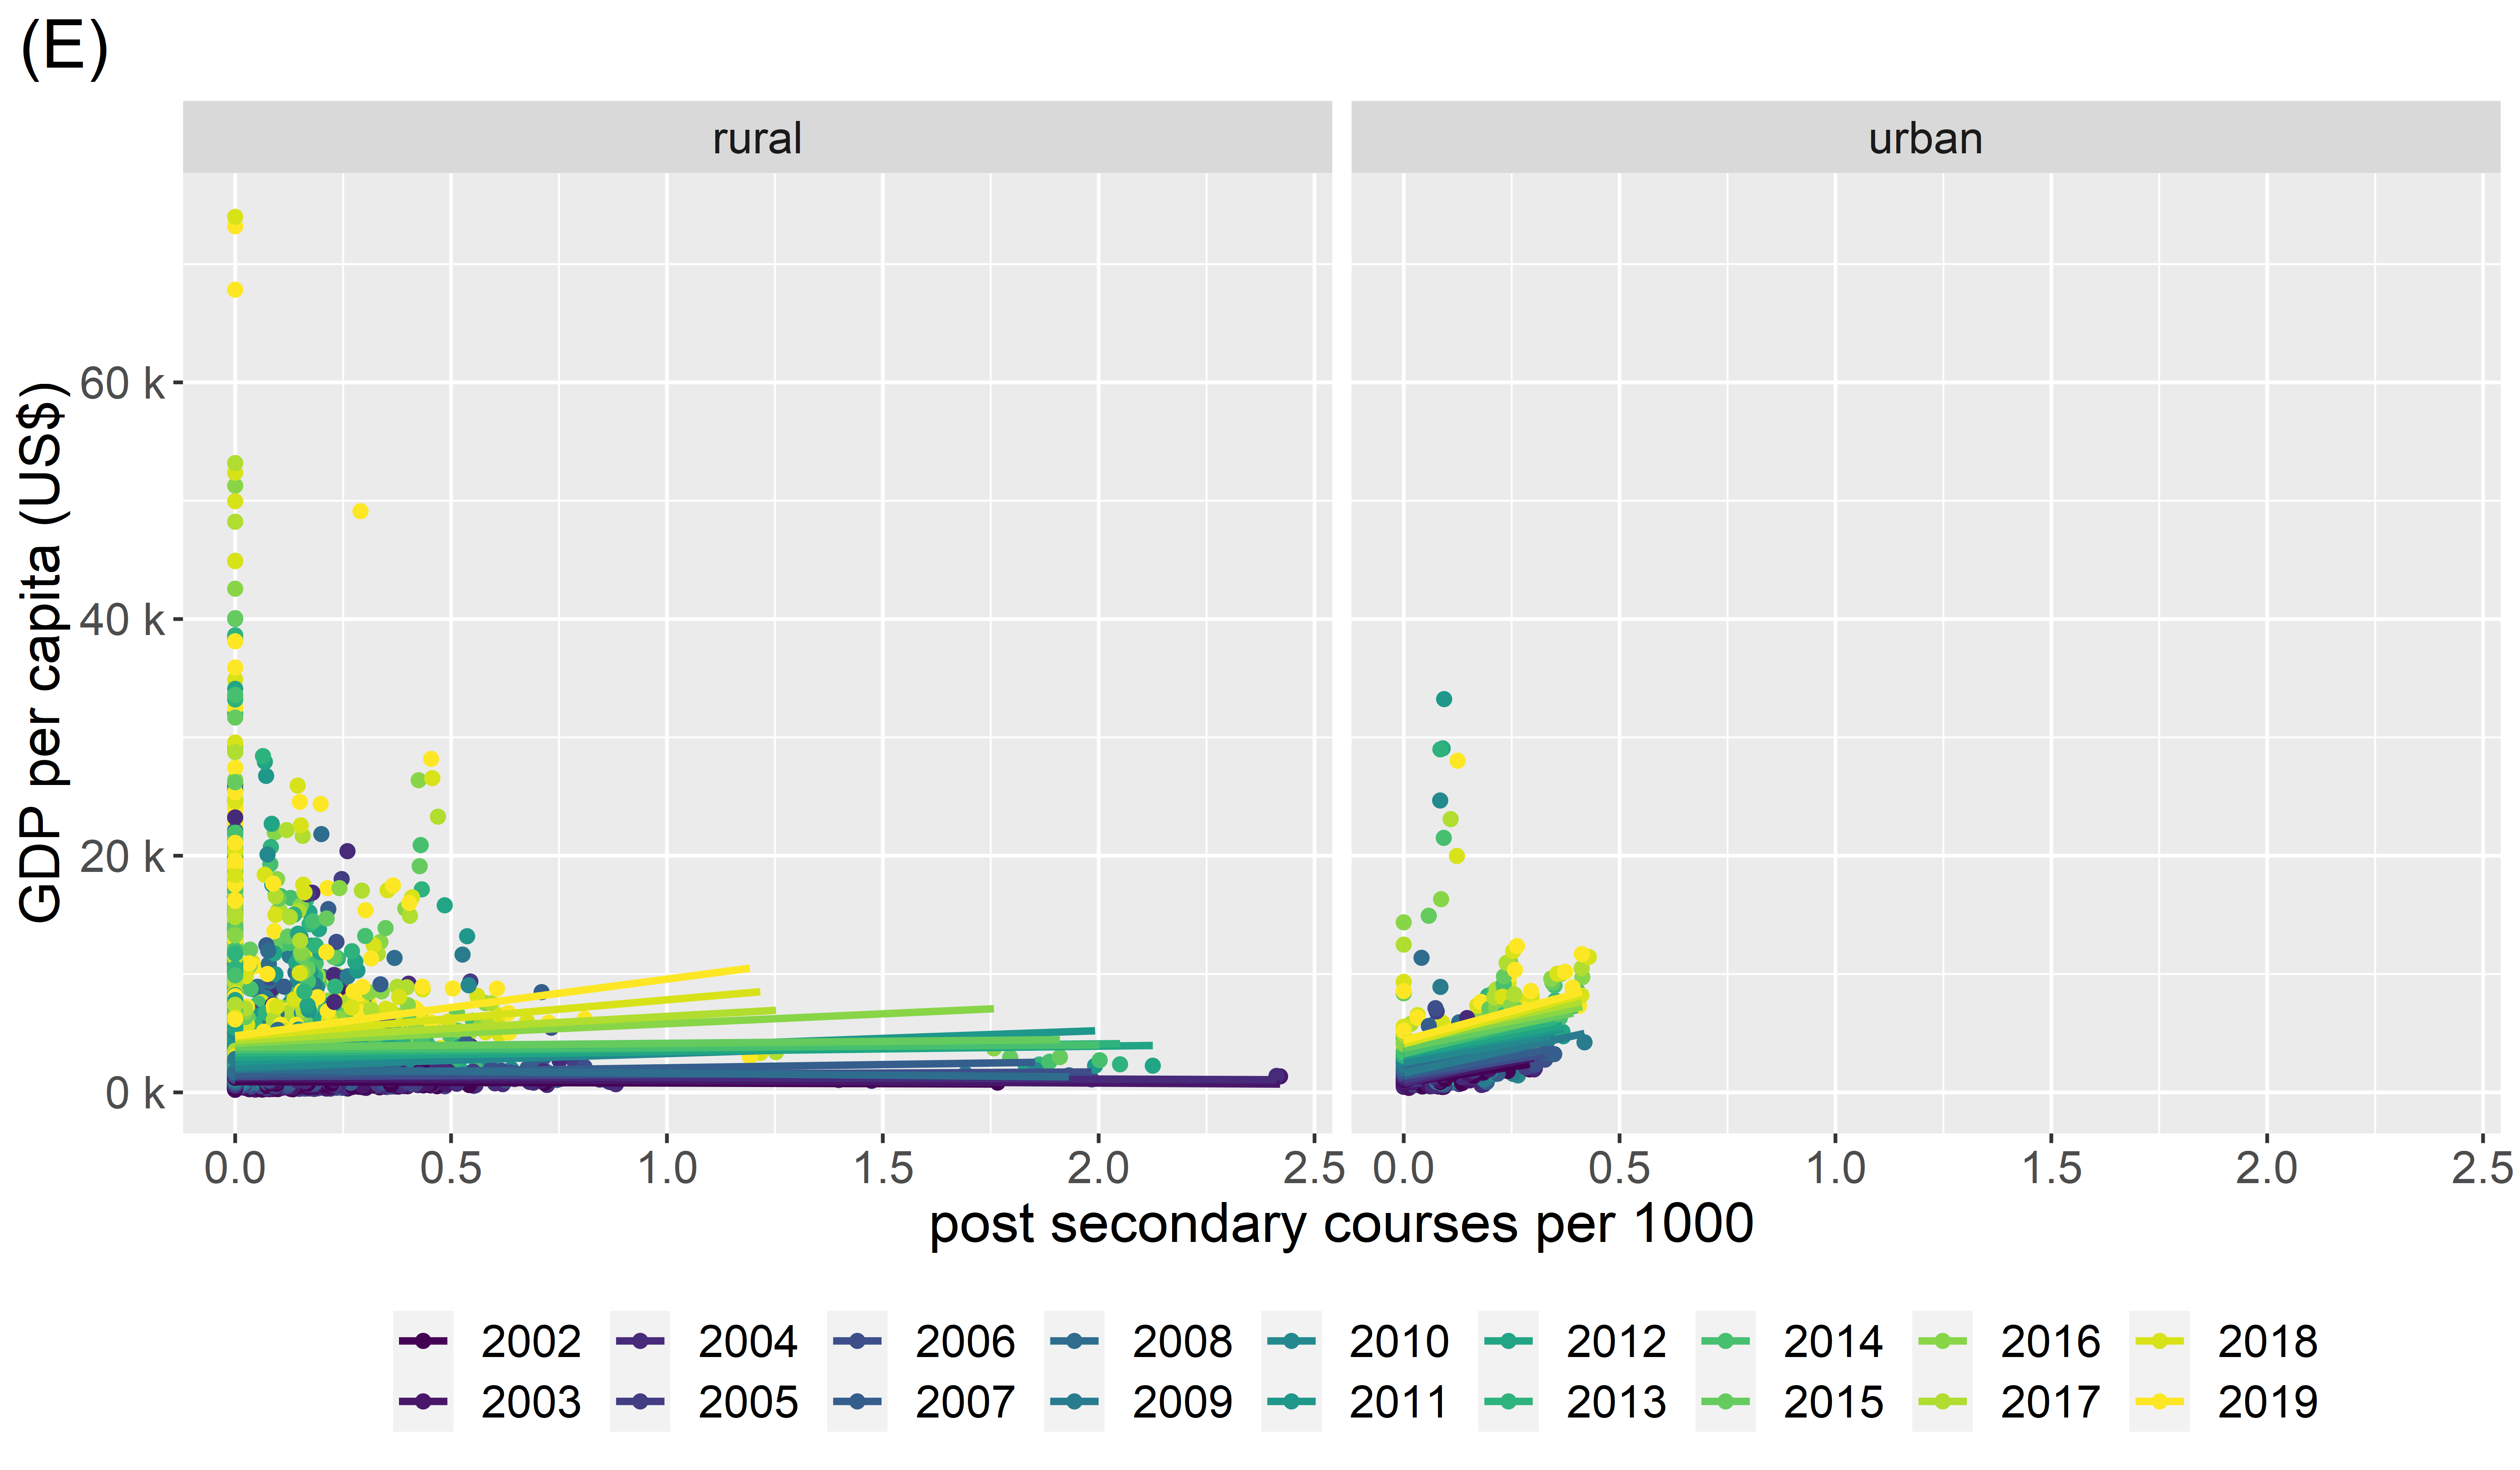 (E)
rural urban
GDP per capita (US$)
60 k
40 k
20 k
0 k
0.0 0.5 1.0 1.5 2.0 2.5 0.0 0.5 1.0 1.5 2.0 2.5
post secondary courses per 1000
2002 2004 2006 2008 2010 2012 2014 2016 2018
2003 2005 2007 2009 2011 2013 2015 2017 2019